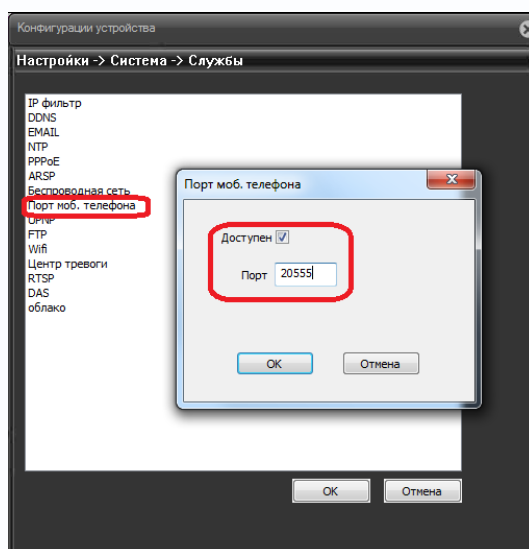 Конфигурации устройства
Настройки -> Система -> Службы
IP фильтр
DDNS
EMAIL
NTP
PPPoE
ARSP
Беспроводная сеть
Порт моб. телефона
UPNP
FTP
Wifi
Центр тревоги
RTSP
DAS
облако
Порт моб. телефона
Доступен
Порт 20555
OK Отмена
OK Отмена